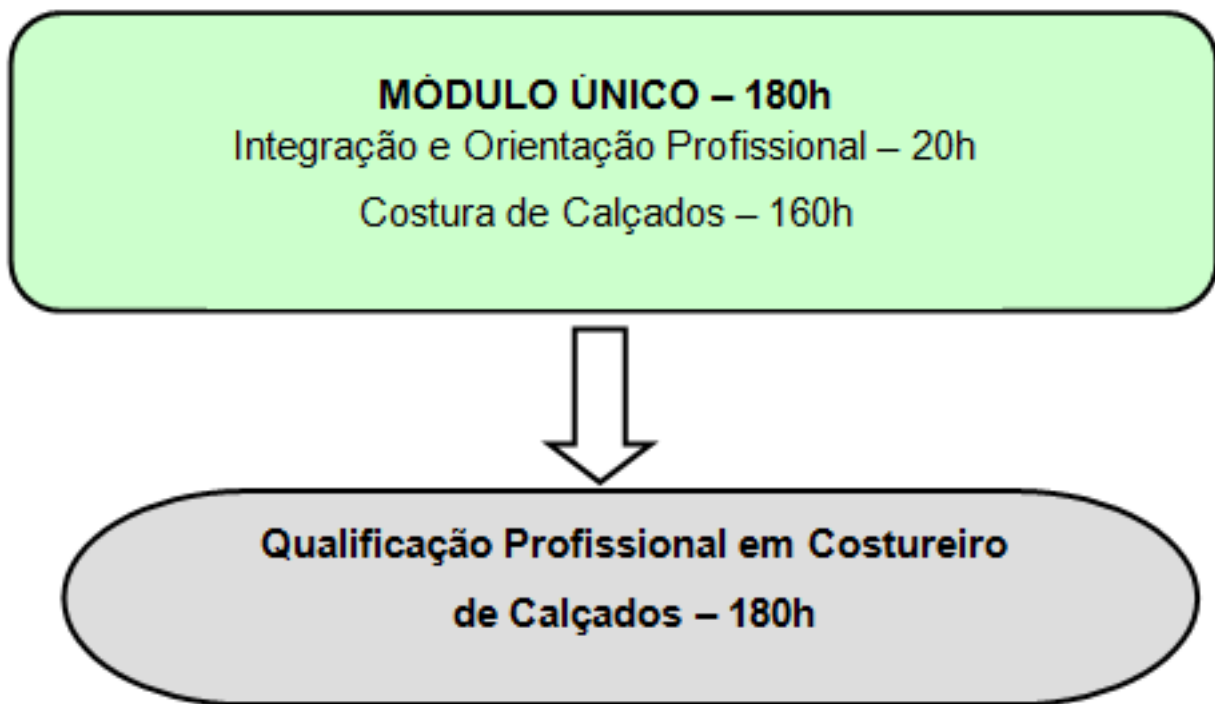 MÓDULO ÚNICO – 180h
Integração e Orientação Profissional – 20h
Costura de Calçados – 160h
Qualificação Profissional em Costureiro
de Calçados – 180h